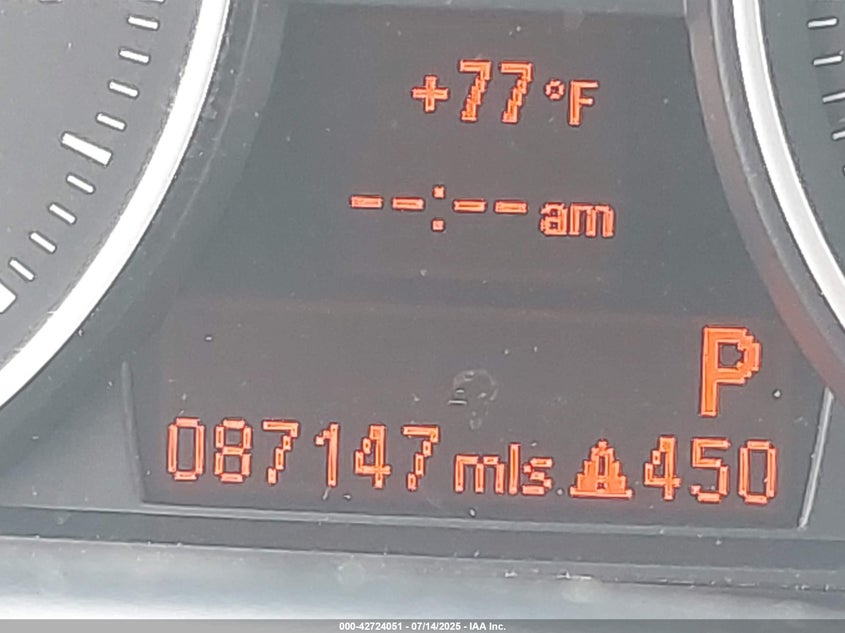 +77°F
--:--am
P
087147 mls ▲ 450
000-42724051 - 07/14/2025 - IAA Inc.